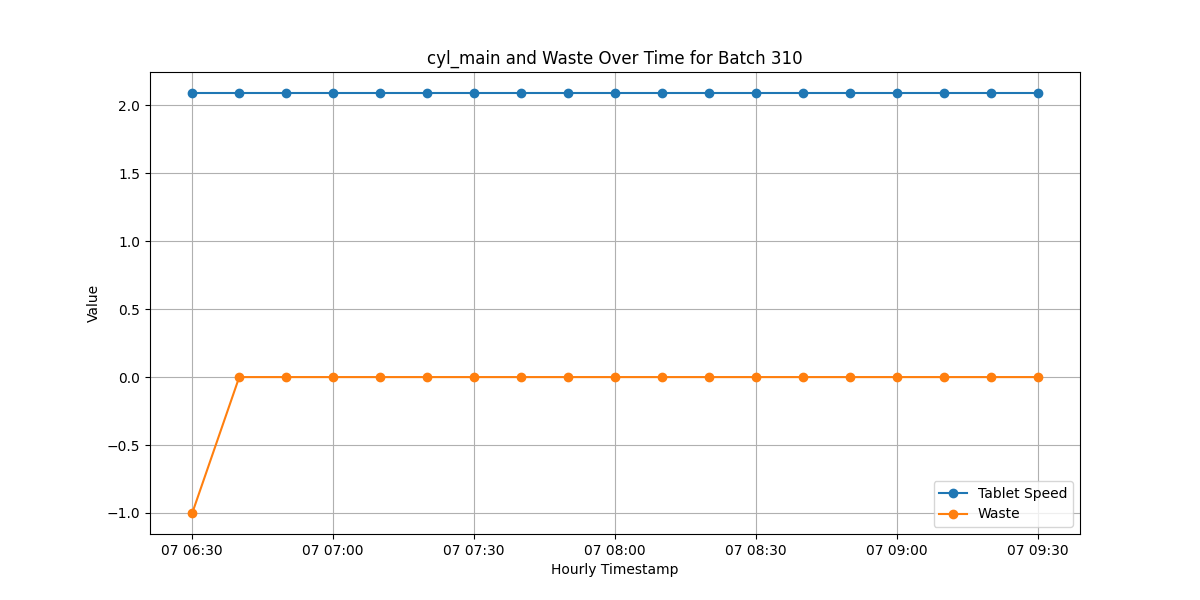 cyl_main and Waste Over Time for Batch 310
Value
2.0
1.5
1.0
0.5
0.0
−0.5
−1.0
Tablet Speed
Waste
07 06:30 07 07:00 07 07:30 07 08:00 07 08:30 07 09:00 07 09:30
Hourly Timestamp